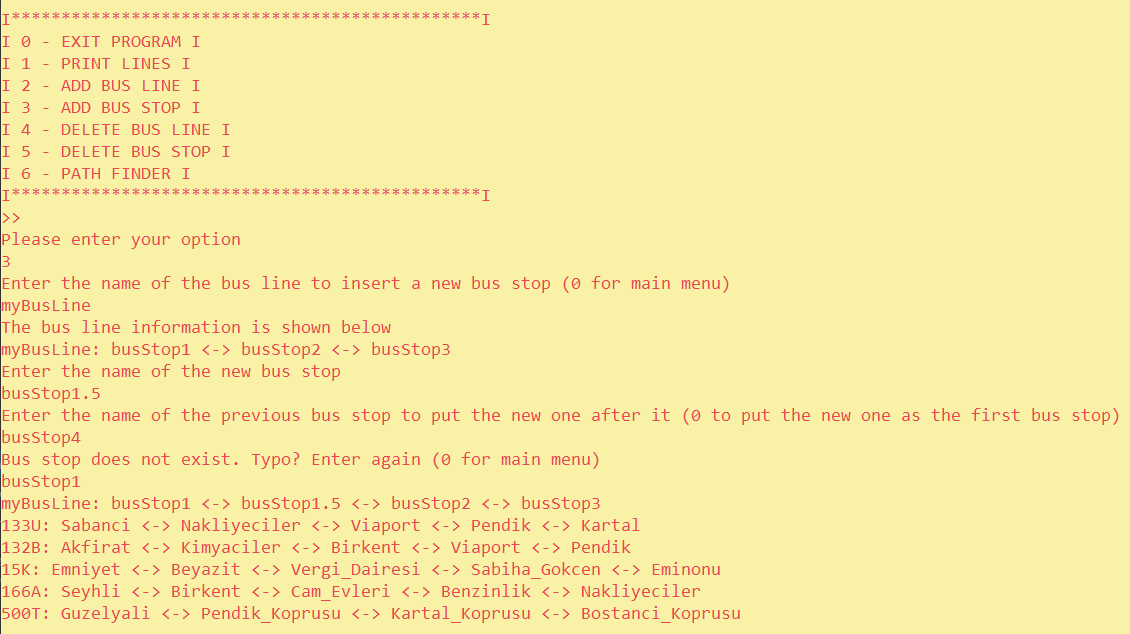 I***********************************************I
I 0 - EXIT PROGRAM I
I 1 - PRINT LINES I
I 2 - ADD BUS LINE I
I 3 - ADD BUS STOP I
I 4 - DELETE BUS LINE I
I 5 - DELETE BUS STOP I
I 6 - PATH FINDER I
I***********************************************I
>>
Please enter your option
3
Enter the name of the bus line to insert a new bus stop (0 for main menu)
myBusLine
The bus line information is shown below
myBusLine: busStop1 <-> busStop2 <-> busStop3
Enter the name of the new bus stop
busStop1.5
Enter the name of the previous bus stop to put the new one after it (0 to put the new one as the first bus stop)
busStop4
Bus stop does not exist. Typo? Enter again (0 for main menu)
busStop1
myBusLine: busStop1 <-> busStop1.5 <-> busStop2 <-> busStop3
133U: Sabanci <-> Nakliyeciler <-> Viaport <-> Pendik <-> Kartal
132B: Akfirat <-> Kimyaciler <-> Birkent <-> Viaport <-> Pendik
15K: Emniyet <-> Beyazit <-> Vergi_Dairesi <-> Sabiha_Gokcen <-> Eminonu
166A: Seyhli <-> Birkent <-> Cam_Evleri <-> Benzinlik <-> Nakliyeciler
500T: Guzelyali <-> Pendik_Koprusu <-> Kartal_Koprusu <-> Bostanci_Koprusu